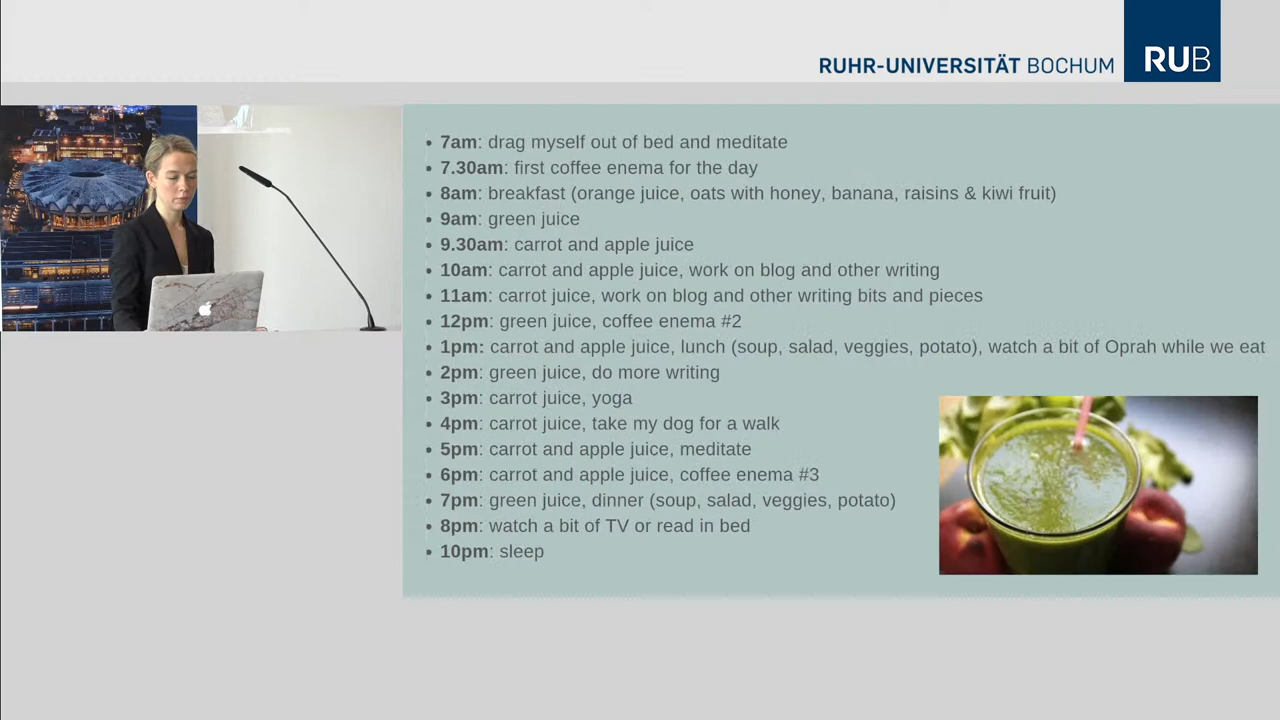 RUHR-UNIVERSITÄT BOCHUM
RUB
• 7am: drag myself out of bed and meditate
• 7.30am: first coffee enema for the day
• 8am: breakfast (orange juice, oats with honey, banana, raisins & kiwi fruit)
• 9am: green juice
• 9.30am: carrot and apple juice
• 10am: carrot and apple juice, work on blog and other writing
• 11am: carrot juice, work on blog and other writing bits and pieces
• 12pm: green juice, coffee enema #2
• 1pm: carrot and apple juice, lunch (soup, salad, veggies, potato), watch a bit of Oprah while we eat
• 2pm: green juice, do more writing
• 3pm: carrot juice, yoga
• 4pm: carrot juice, take my dog for a walk
• 5pm: carrot and apple juice, meditate
• 6pm: carrot and apple juice, coffee enema #3
• 7pm: green juice, dinner (soup, salad, veggies, potato)
• 8pm: watch a bit of TV or read in bed
• 10pm: sleep